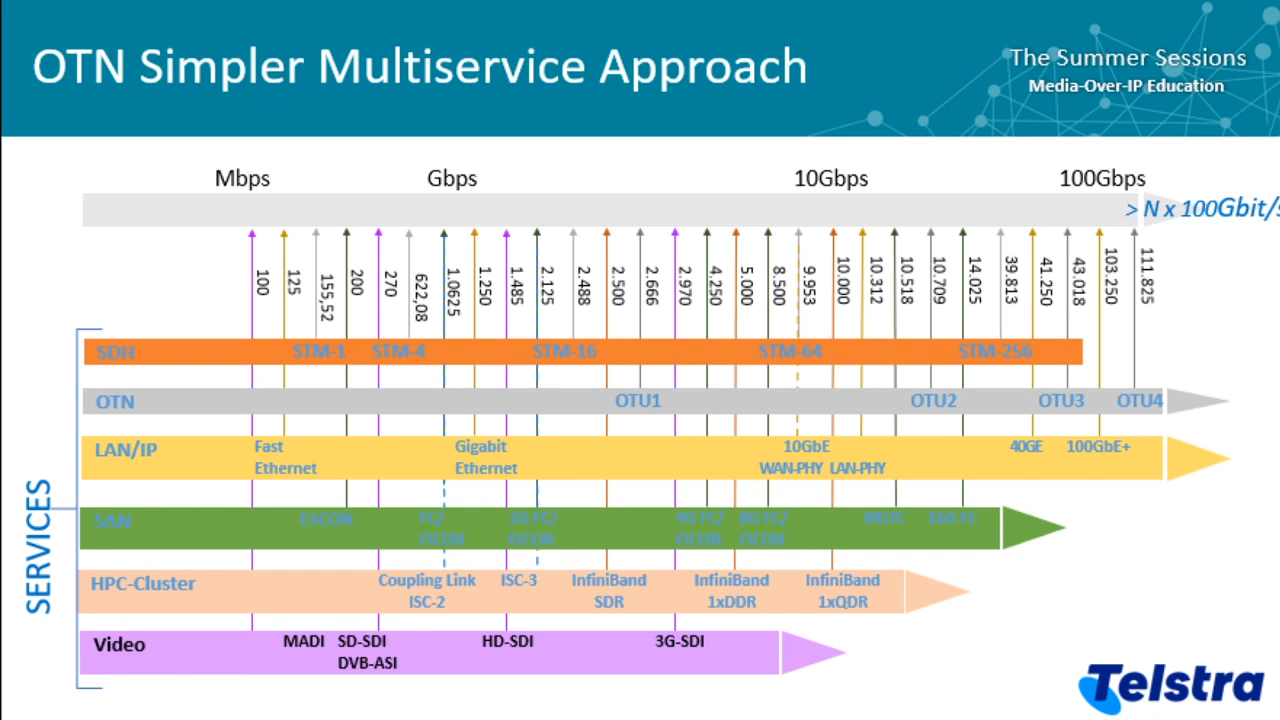 OTN Simpler Multiservice Approach
The Summer Sessions
Media-Over-IP Education
Mbps Gbps 10Gbps 100Gbps
> N x 100Gbit/s
100 125 155,52 200 270 622,08 1.0625 1.250 1.485 2.125 2.488 2.500 2.666 2.970 4.250 5.000 8.500 9.953 10.000 10.312 10.518 10.709 14.025 39.813 41.250 43.018 103.250 111.825
SERVICES
SDH STM-1 STM-4 STM-16 STM-64 STM-256
OTN OTU1 OTU2 OTU3 OTU4
LAN/IP
Fast Gigabit 10GbE 40GE 100GbE+
Ethernet Ethernet WAN-PHY LAN-PHY
SAN ESCON FC/ 2G FC/ 4G FC/ 8G FC/ 10GFC 16G FC
FICON FICON FICON FICON
HPC-Cluster Coupling Link ISC-3 InfiniBand InfiniBand InfiniBand
ISC-2 SDR 1xDDR 1xQDR
Video MADI SD-SDI HD-SDI 3G-SDI
DVB-ASI
Telstra